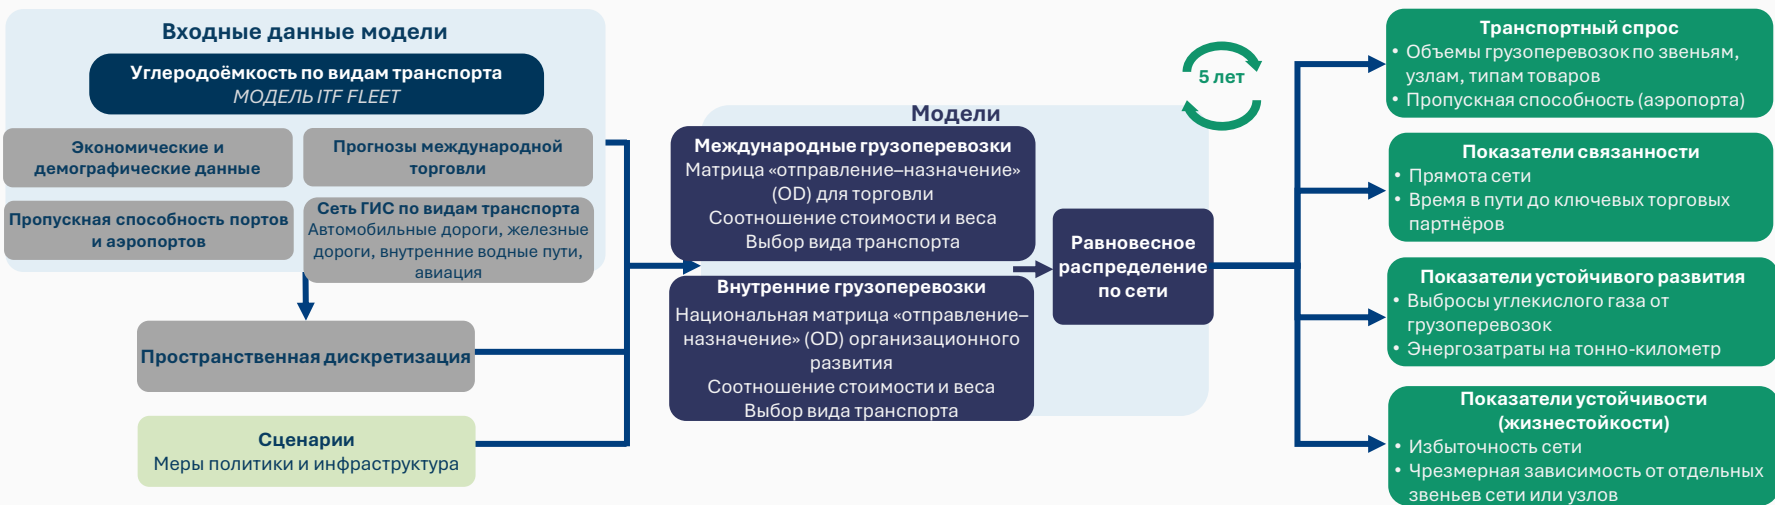 Входные данные модели
Углеродоёмкость по видам транспорта
МОДЕЛЬ ITF FLEET
Экономические и
демографические данные
Прогнозы международной
торговли
Пропускная способность портов
и аэропортов
Сеть ГИС по видам транспорта
Автомобильные дороги, железные
дороги, внутренние водные пути,
авиация
Пространственная дискретизация
Сценарии
Меры политики и инфраструктура
Модели
5 лет
Международные грузоперевозки
Матрица «отправление–назначение»
(OD) для торговли
Соотношение стоимости и веса
Выбор вида транспорта
Внутренние грузоперевозки
Национальная матрица «отправление–
назначение» (OD) организационного
развития
Соотношение стоимости и веса
Выбор вида транспорта
Равновесное
распределение
по сети
Транспортный спрос
• Объемы грузоперевозок по звеньям,
узлам, типам товаров
• Пропускная способность (аэропорта)
Показатели связанности
• Прямота сети
• Время в пути до ключевых торговых
партнёров
Показатели устойчивого развития
• Выбросы углекислого газа от
грузоперевозок
• Энергозатраты на тонно-километр
Показатели устойчивости
(жизнестойкости)
• Избыточность сети
• Чрезмерная зависимость от отдельных
звеньев сети или узлов